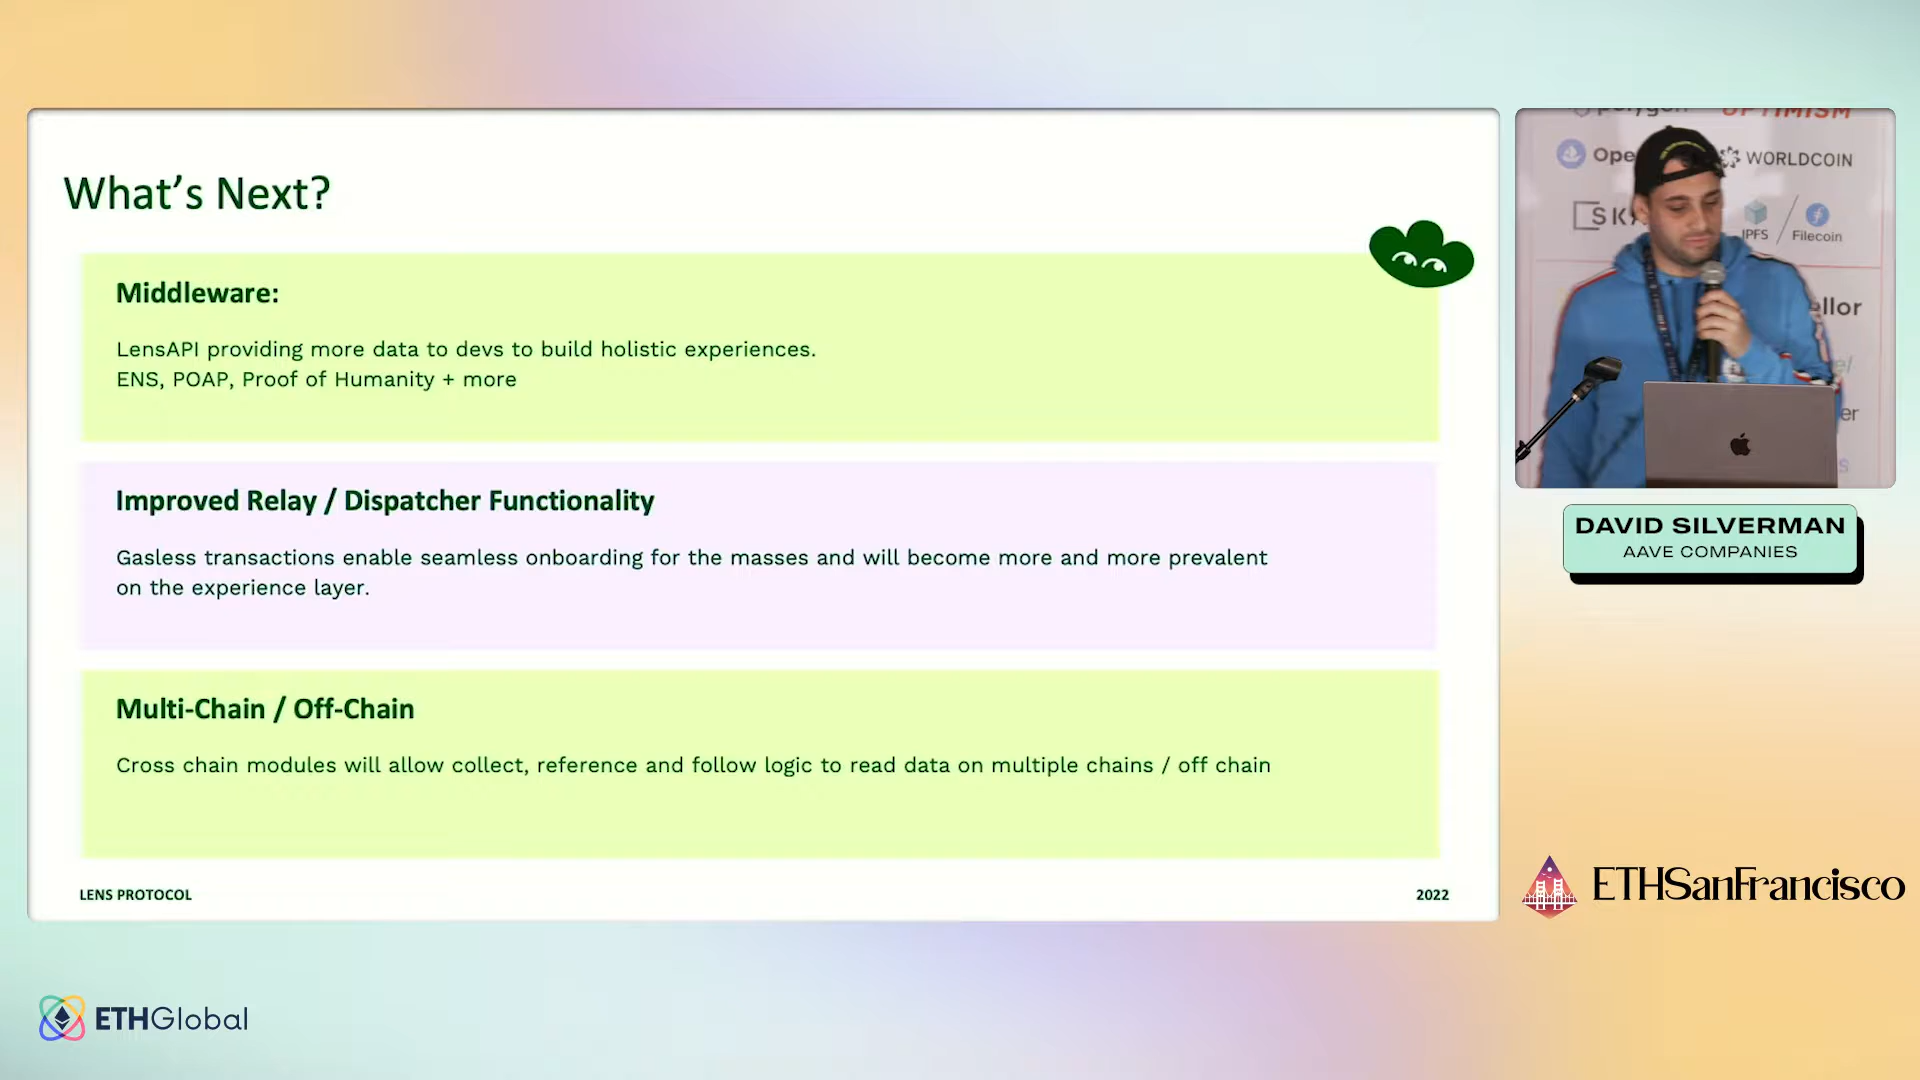 What's Next?
Middleware:
LensAPI providing more data to devs to build holistic experiences.
ENS, POAP, Proof of Humanity + more
Improved Relay / Dispatcher Functionality
Gasless transactions enable seamless onboarding for the masses and will become more and more prevalent
on the experience layer.
Multi-Chain / Off-Chain
Cross chain modules will allow collect, reference and follow logic to read data on multiple chains / off chain
LENS PROTOCOL
2022
polygon
OPTIMISM
WORLDCOIN
IPFS
Filecoin
DAVID SILVERMAN
AAVE COMPANIES
ETHSanFrancisco
ETHGlobal